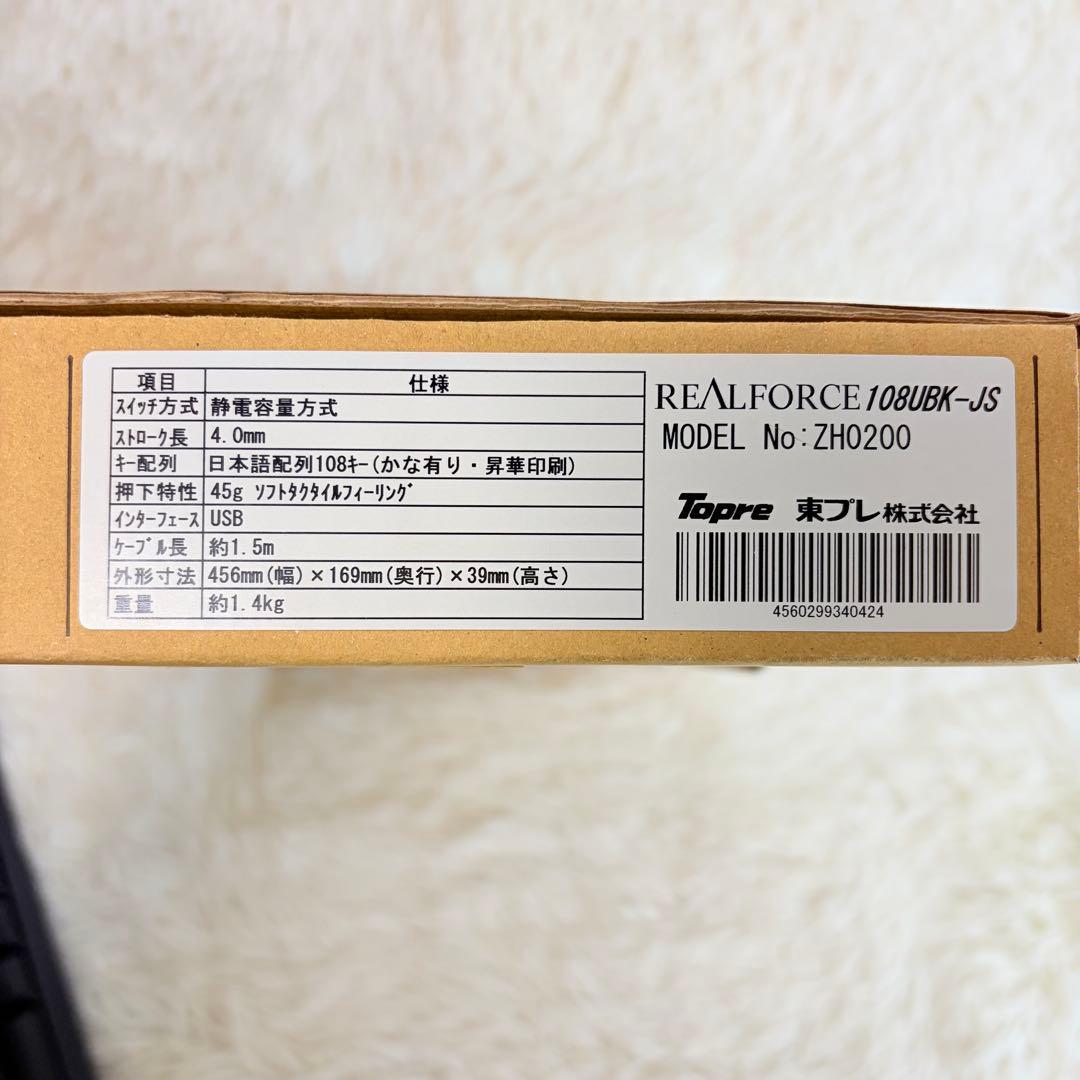 項目 仕様
ｽｲｯﾁ方式 静電容量方式
ｽﾄﾛｰｸ長 4.0mm
ｷｰ配列 日本語配列108ｷｰ(かな有り・昇華印刷)
押下特性 45g ｿﾌﾄﾀｸﾀｲﾙﾌｨｰﾘﾝｸﾞ
ｲﾝﾀｰﾌｪｰｽ USB
ｹｰﾌﾞﾙ長 約1.5m
外形寸法 456mm(幅)×169mm(奥行)×39mm(高さ)
重量 約1.4kg
REALFORCE 108UBK-JS
MODEL No:ZH0200
Topre 東プレ株式会社
4560299340424